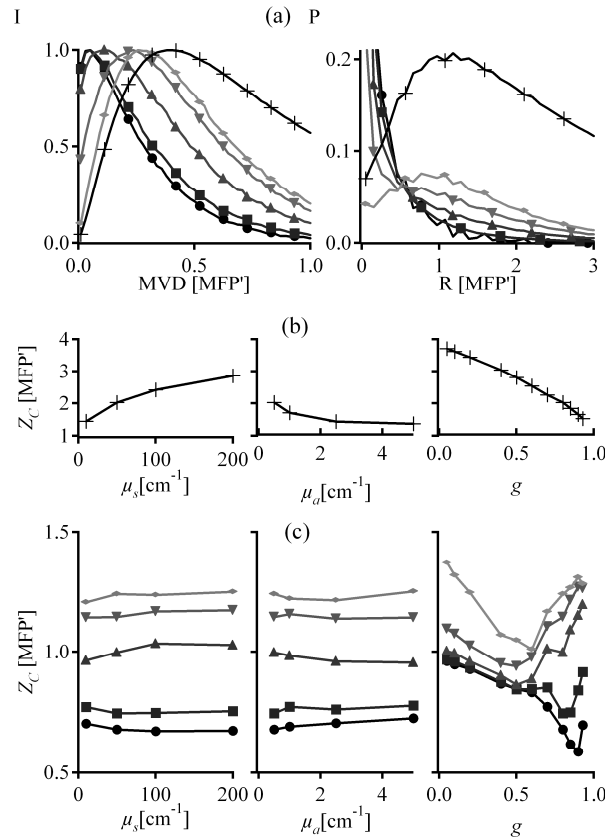 I (a) P
1.0 0.2
0.5 0.1
0.0 0.0
0.0 0.5 1.0 0 1 2 3
MVD [MFP'] R [MFP']
(b)
Z_C [MFP'] 4 3 2 1
0 100 200 0 2 4 0.0 0.5 1.0
μ_s[cm⁻¹] μ_a[cm⁻¹] g
(c)
Z_C [MFP'] 1.5 1.0 0.5
0 100 200 0 2 4 0.0 0.5 1.0
μ_s[cm⁻¹] μ_a[cm⁻¹] g